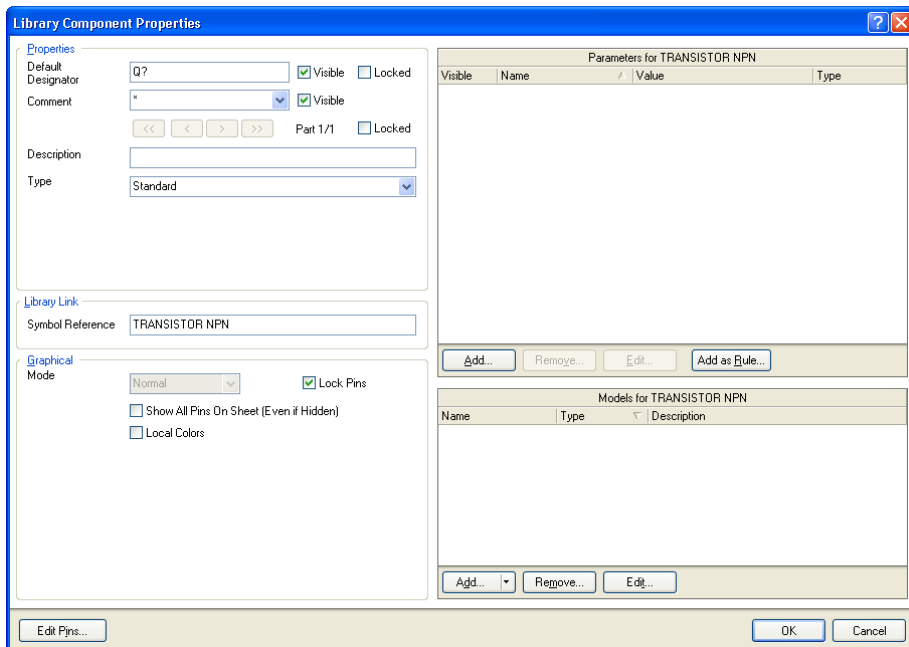 Library Component Properties
Properties
Default Designator
Q?
Visible
Locked
Comment
*
Visible
<< < > >>
Part 1/1
Locked
Description
Type
Standard
Library Link
Symbol Reference
TRANSISTOR NPN
Graphical
Mode
Normal
Lock Pins
Show All Pins On Sheet (Even if Hidden)
Local Colors
Parameters for TRANSISTOR NPN
Visible Name Value Type
Add... Remove... Edit... Add as Rule...
Models for TRANSISTOR NPN
Name Type Description
Add... Remove... Edit...
Edit Pins...
OK Cancel